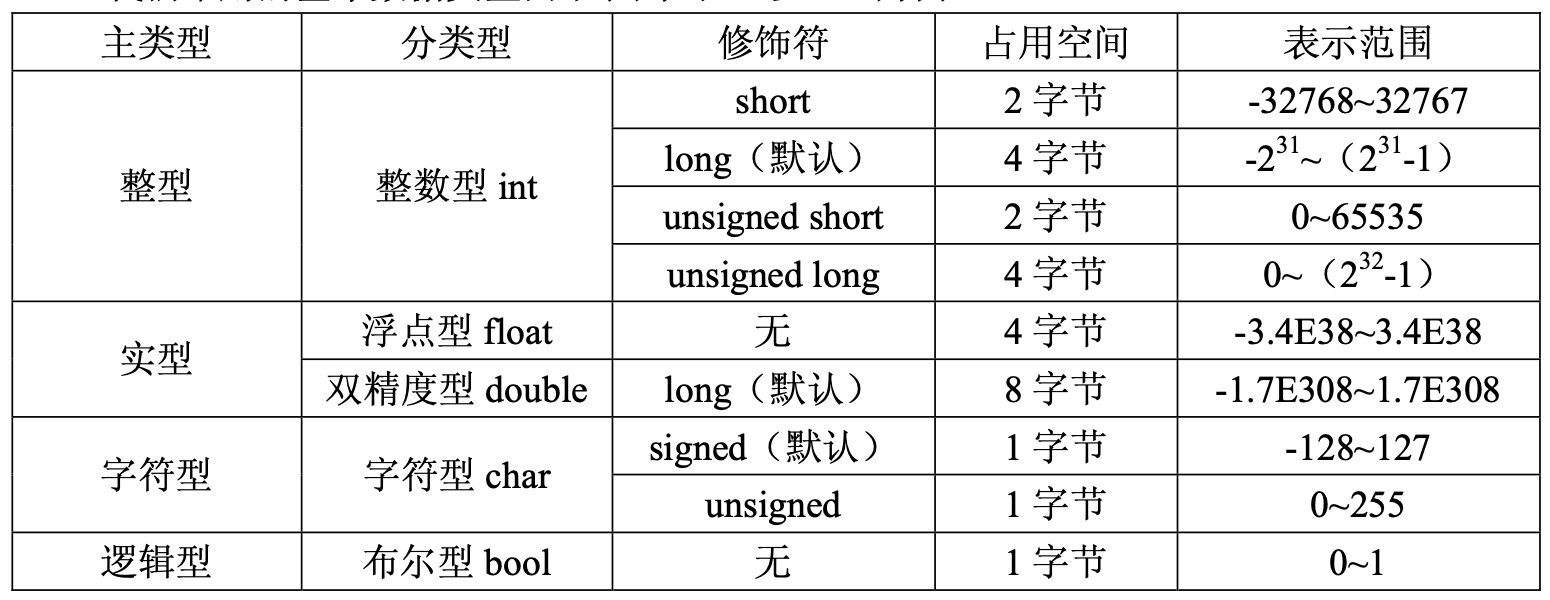 主类型 分类型 修饰符 占用空间 表示范围
整型 整数型 int short 2 字节 -32768~32767
long（默认） 4 字节 -2^31~（2^31-1）
unsigned short 2 字节 0~65535
unsigned long 4 字节 0~（2^32-1）
实型 浮点型 float 无 4 字节 -3.4E38~3.4E38
双精度型 double long（默认） 8 字节 -1.7E308~1.7E308
字符型 字符型 char signed（默认） 1 字节 -128~127
unsigned 1 字节 0~255
逻辑型 布尔型 bool 无 1 字节 0~1